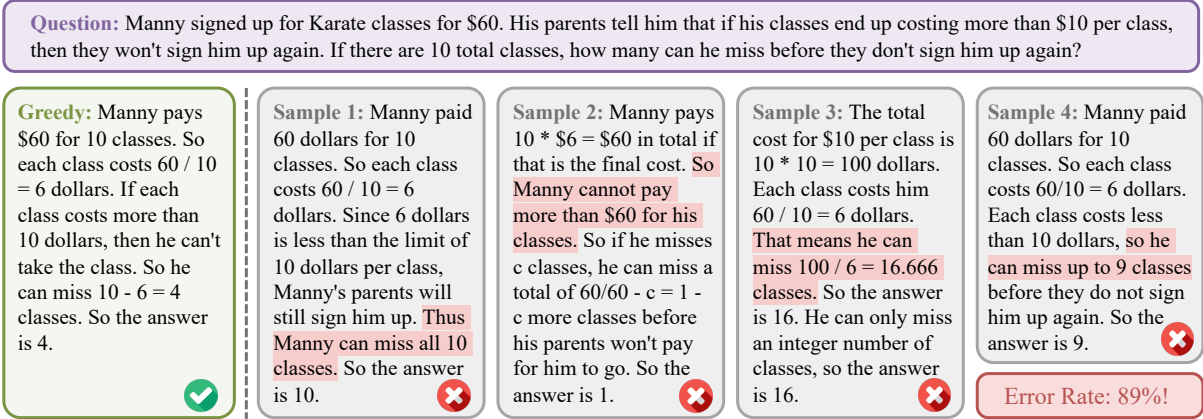 Question: Manny signed up for Karate classes for $60. His parents tell him that if his classes end up costing more than $10 per class,
then they won't sign him up again. If there are 10 total classes, how many can he miss before they don't sign him up again?
Greedy: Manny pays
$60 for 10 classes. So
each class costs 60 / 10
= 6 dollars. If each
class costs more than
10 dollars, then he can't
take the class. So he
can miss 10 - 6 = 4
classes. So the answer
is 4.
Sample 1: Manny paid
60 dollars for 10
classes. So each class
costs 60 / 10 = 6
dollars. Since 6 dollars
is less than the limit of
10 dollars per class,
Manny's parents will
still sign him up. Thus
Manny can miss all 10
classes. So the answer
is 10.
Sample 2: Manny pays
10 * $6 = $60 in total if
that is the final cost. So
Manny cannot pay
more than $60 for his
classes. So if he misses
c classes, he can miss a
total of 60/60 - c = 1 -
c more classes before
his parents won't pay
for him to go. So the
answer is 1.
Sample 3: The total
cost for $10 per class is
10 * 10 = 100 dollars.
Each class costs him
60 / 10 = 6 dollars.
That means he can
miss 100 / 6 = 16.666
classes. So the answer
is 16. He can only miss
an integer number of
classes, so the answer
is 16.
Sample 4: Manny paid
60 dollars for 10
classes. So each class
costs 60/10 = 6 dollars.
Each class costs less
than 10 dollars, so he
can miss up to 9 classes
before they do not sign
him up again. So the
answer is 9.
Error Rate: 89%!